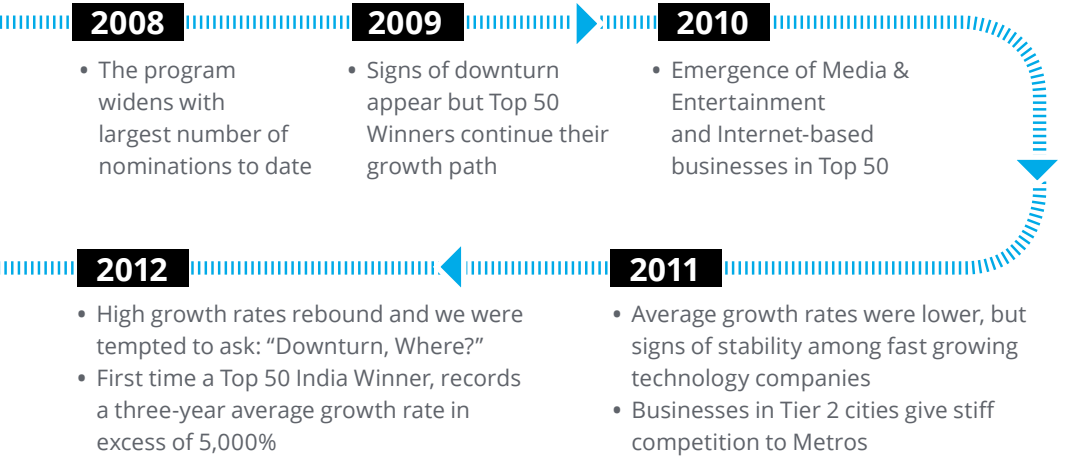 2008
• The program
widens with
largest number of
nominations to date
2009
• Signs of downturn
appear but Top 50
Winners continue their
growth path
2010
• Emergence of Media &
Entertainment
and Internet-based
businesses in Top 50
2011
• Average growth rates were lower, but
signs of stability among fast growing
technology companies
• Businesses in Tier 2 cities give stiff
competition to Metros
2012
• High growth rates rebound and we were
tempted to ask: “Downturn, Where?”
• First time a Top 50 India Winner, records
a three-year average growth rate in
excess of 5,000%